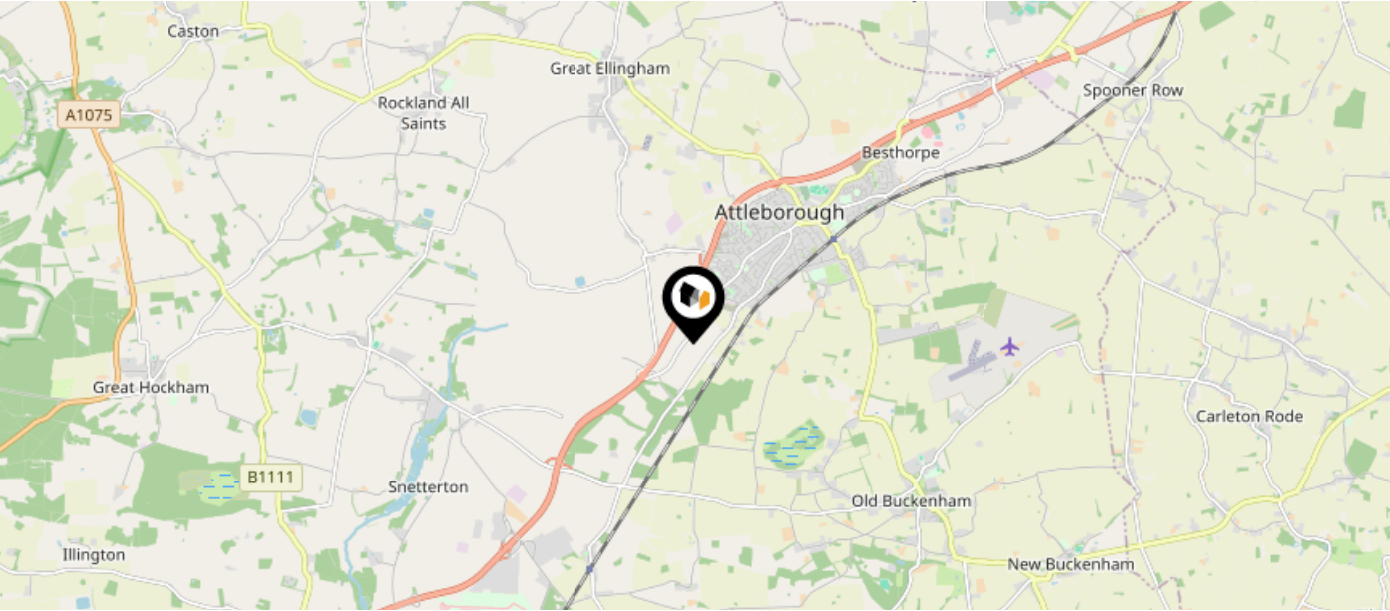 Caston
Great Ellingham
Rockland All
Saints
A1075
Spooner Row
Besthorpe
Attleborough
Great Hockham
Carleton Rode
B1111
Snetterton
Old Buckenham
Illington
New Buckenham